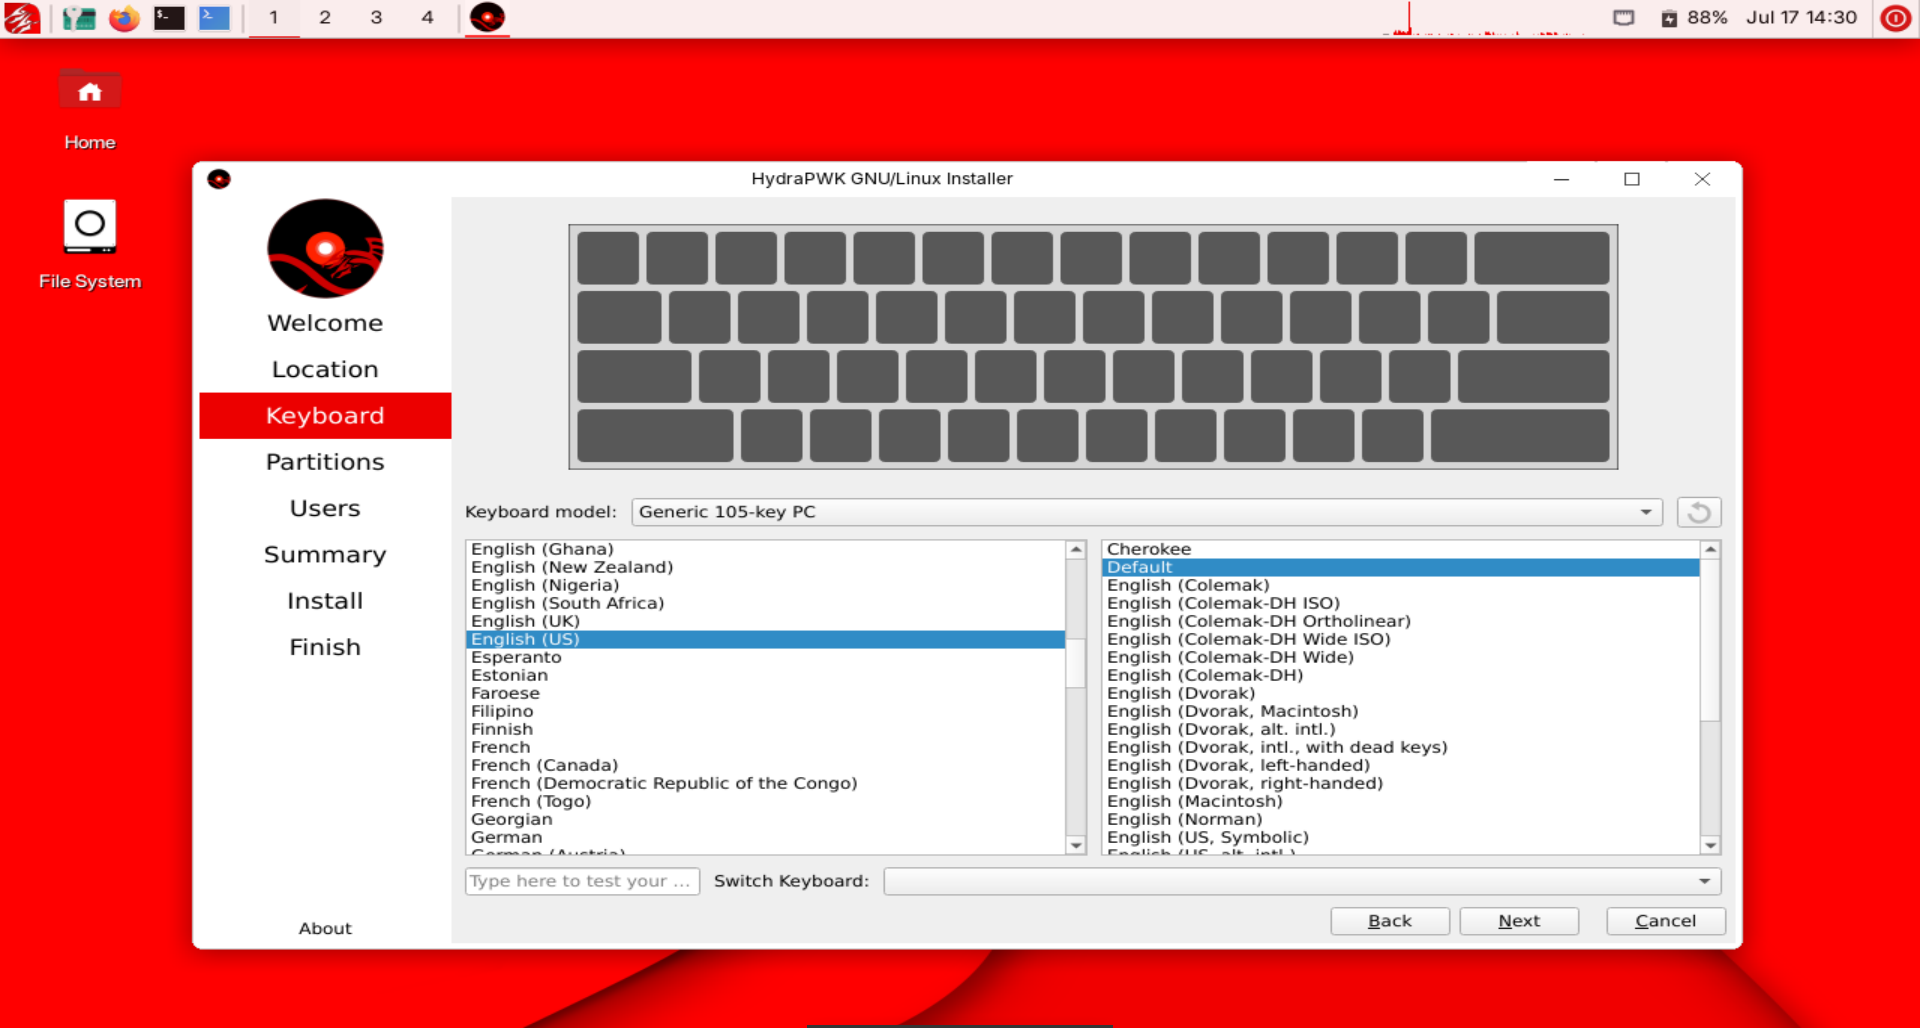 1 2 3 4 88% Jul 17 14:30
Home
File System
HydraPWK GNU/Linux Installer
Welcome
Location
Keyboard
Partitions
Users
Summary
Install
Finish
About
Keyboard model: Generic 105-key PC
English (Ghana)
English (New Zealand)
English (Nigeria)
English (South Africa)
English (UK)
English (US)
Esperanto
Estonian
Faroese
Filipino
Finnish
French
French (Canada)
French (Democratic Republic of the Congo)
French (Togo)
Georgian
German
German (Austria)
Cherokee
Default
English (Colemak)
English (Colemak-DH ISO)
English (Colemak-DH Ortholinear)
English (Colemak-DH Wide ISO)
English (Colemak-DH Wide)
English (Colemak-DH)
English (Dvorak)
English (Dvorak, Macintosh)
English (Dvorak, alt. intl.)
English (Dvorak, intl., with dead keys)
English (Dvorak, left-handed)
English (Dvorak, right-handed)
English (Macintosh)
English (Norman)
English (US, Symbolic)
English (US, alt. intl.)
Type here to test your ... Switch Keyboard:
Back Next Cancel